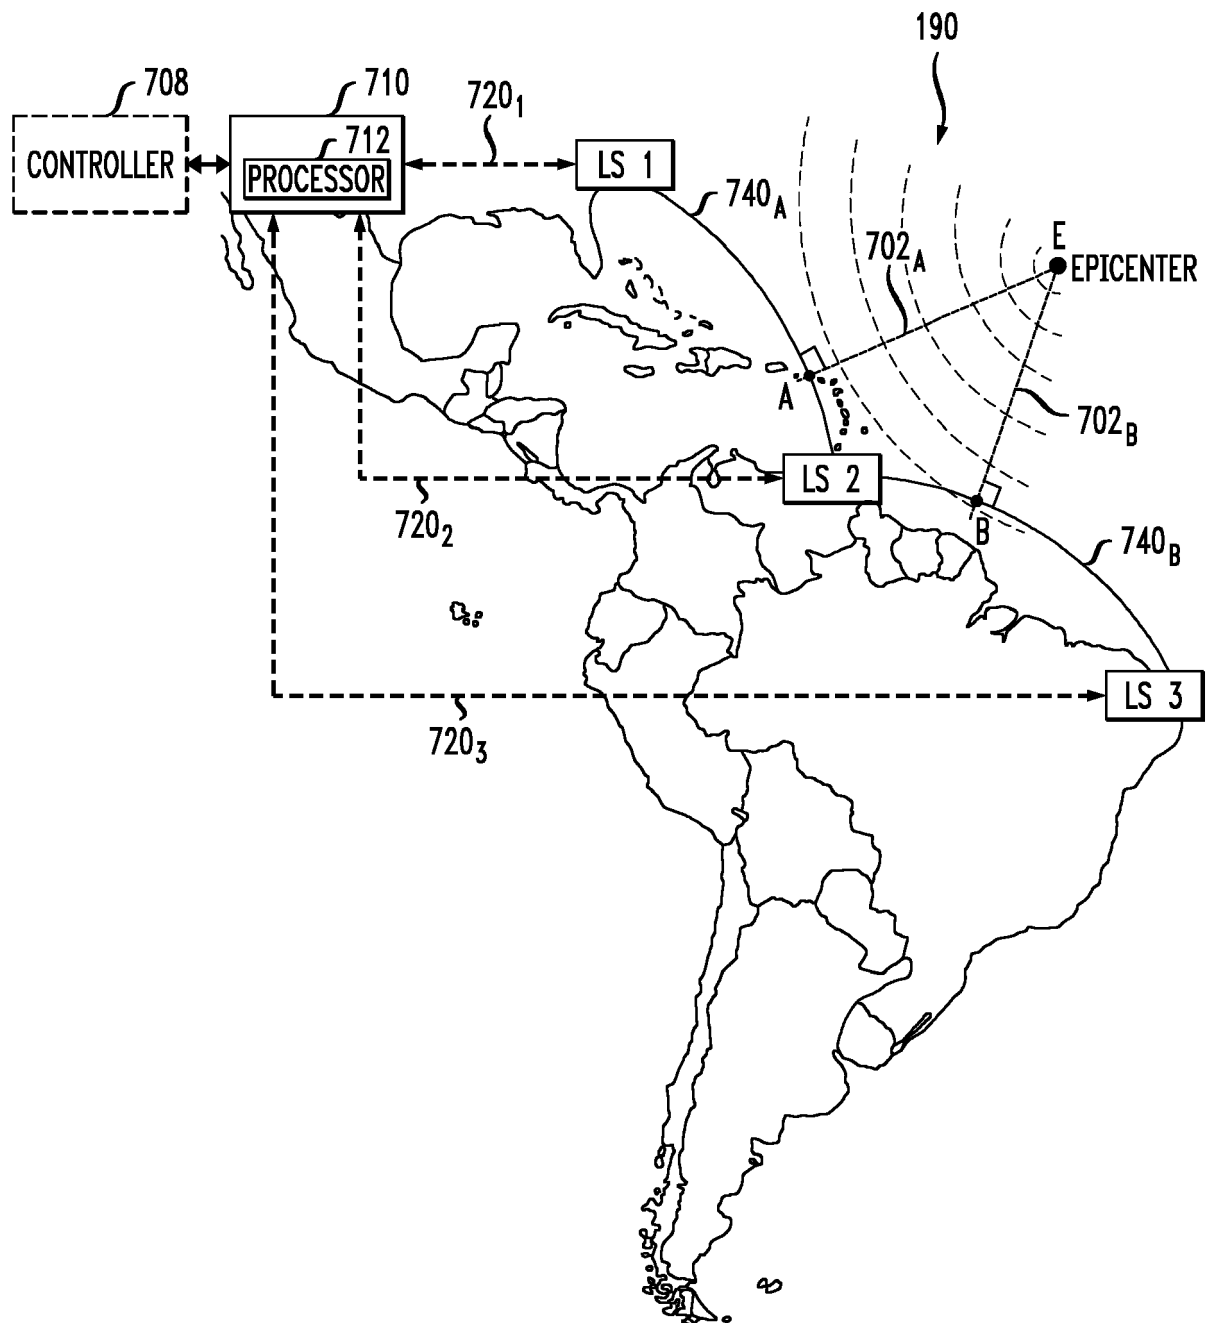 190
708
710
720₁
712
CONTROLLER
PROCESSOR
LS 1
740A
702A
E
EPICENTER
A
702B
LS 2
720₂
B
740B
LS 3
720₃